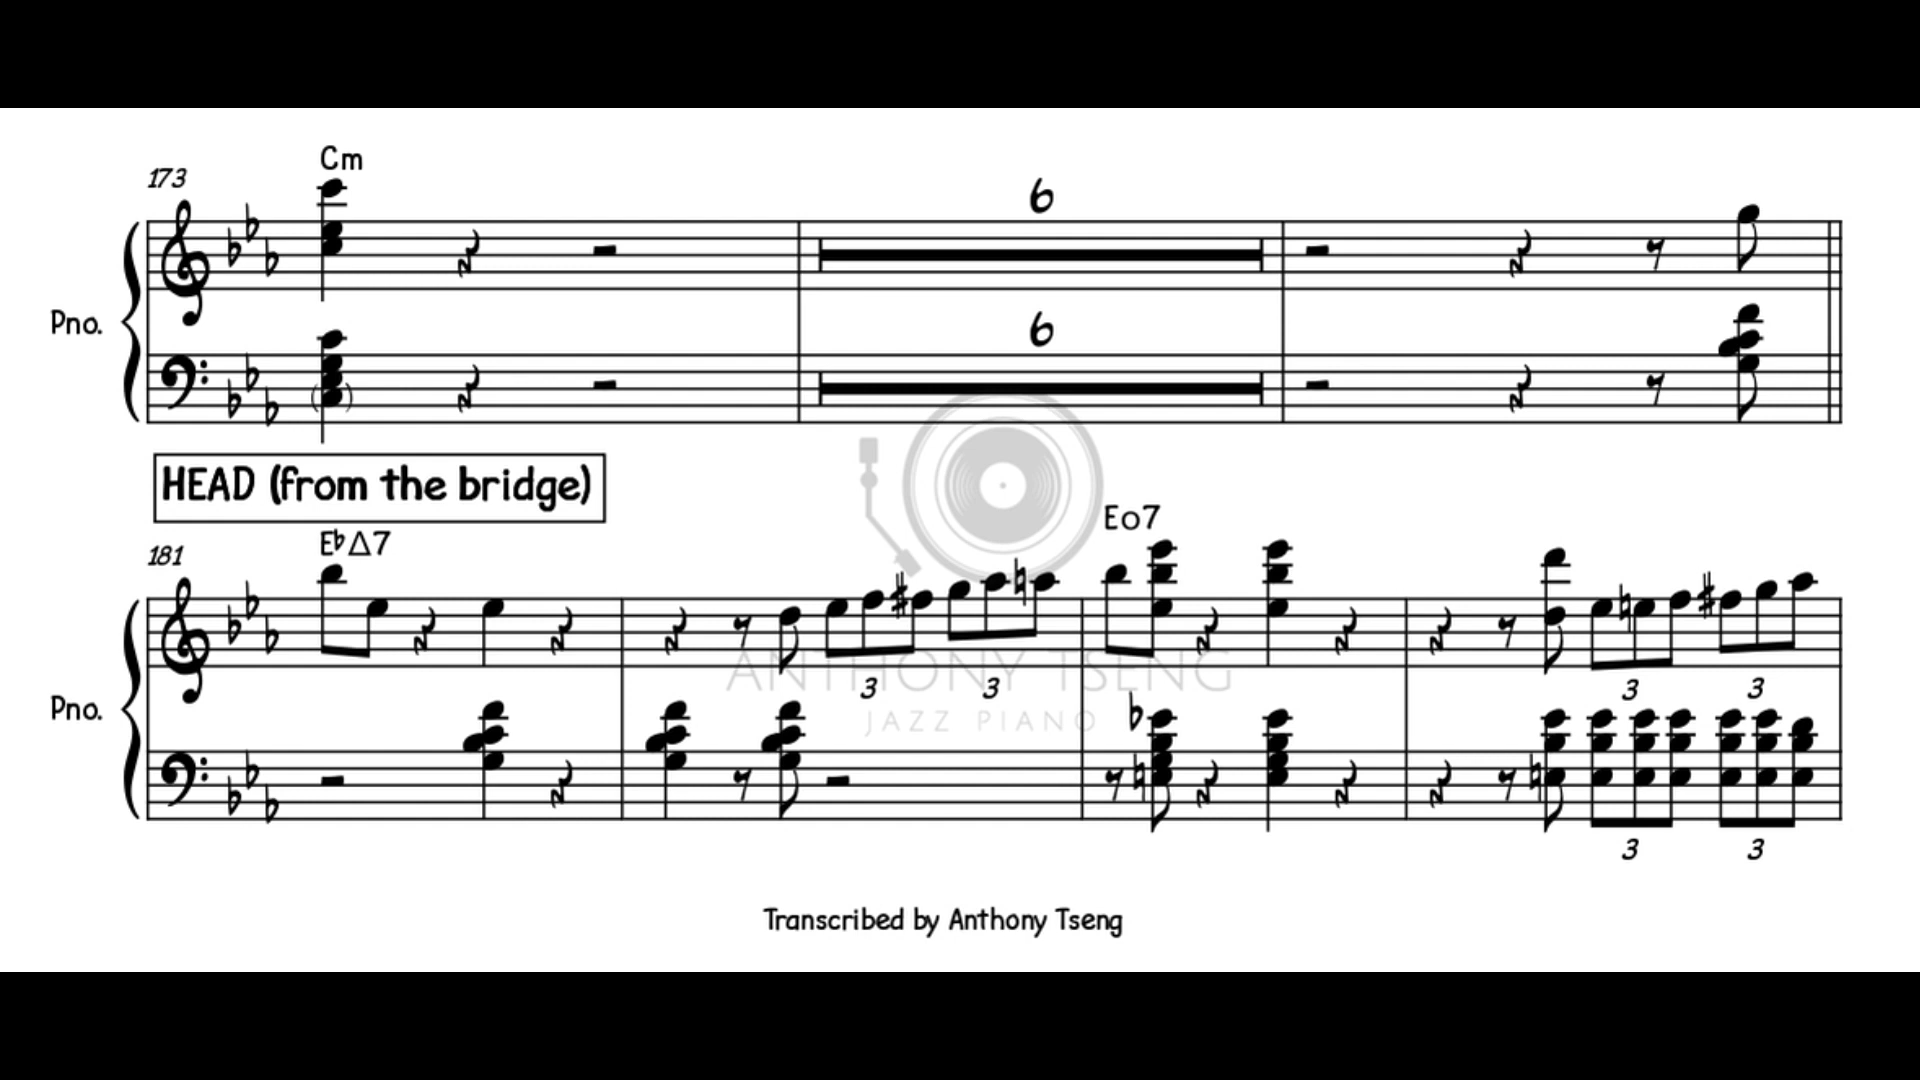 Cm
173
6
Pno.
6
HEAD (from the bridge)
E♭△7
Eo7
181
ANTHONY TSENG
3
3
3
3
Pno.
JAZZ PIANO
3
3
Transcribed by Anthony Tseng